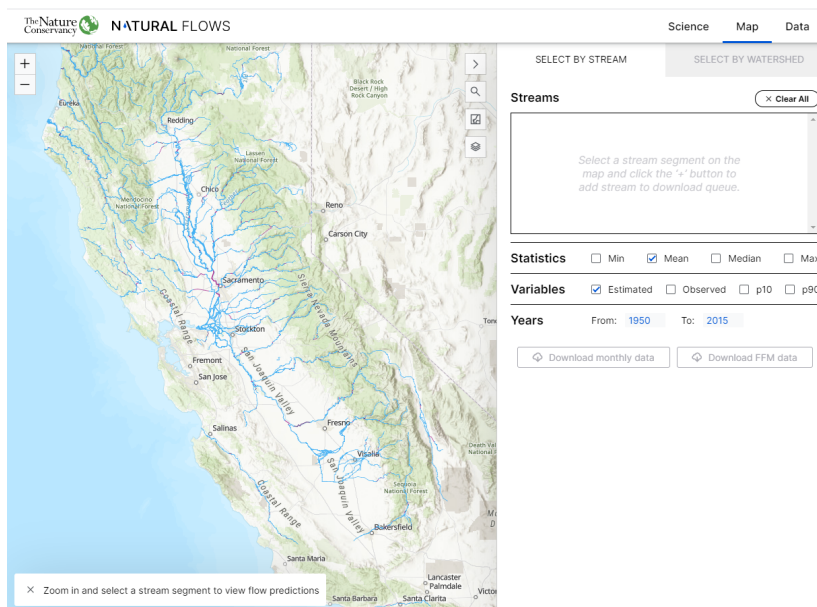 The Nature Conservancy
NATURAL FLOWS
Science Map Data
National Forest
National Forest
Black Rock Desert / High Rock Canyon
Eureka
Redding
Lassen National Forest
Chico
Mendocino National Forest
Reno
Carson City
Sacramento
Coastal Range
Sierra Nevada Mountains
Stockton
Fremont
San Joaquin Valley
San Jose
Salinas
Fresno
Visalia
San Joaquin Valley
Sequoia National Forest
Coastal Range
Bakersfield
Santa Maria
Lancaster
Palmdale
Santa Barbara
Santa Clarita
× Zoom in and select a stream segment to view flow predictions
SELECT BY STREAM SELECT BY WATERSHED
Streams × Clear All
Select a stream segment on the
map and click the '+' button to
add stream to download queue.
Statistics Min Mean Median Max
Variables Estimated Observed p10 p90
Years From: 1950 To: 2015
Download monthly data Download FFM data